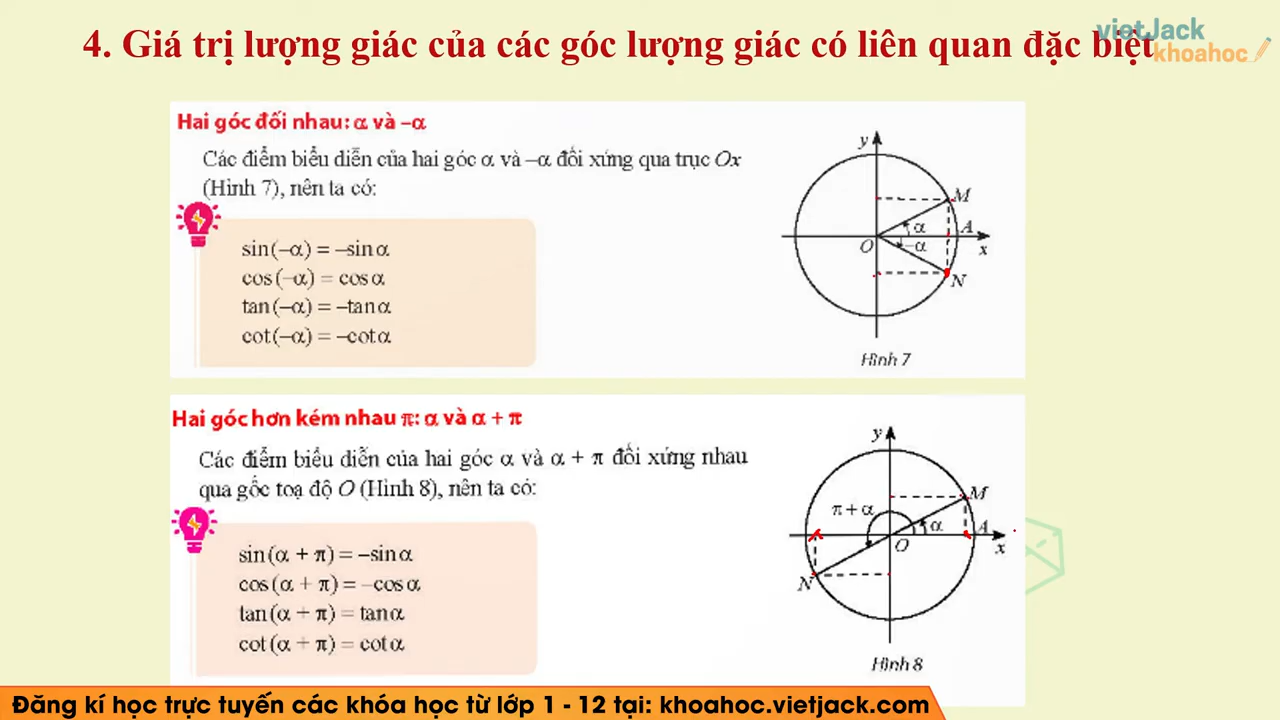 4. Giá trị lượng giác của các góc lượng giác có liên quan đặc biệt
vietJack
khoahoc
Hai góc đối nhau: α và –α
Các điểm biểu diễn của hai góc α và –α đối xứng qua trục Ox
(Hình 7), nên ta có:
sin(–α) = –sinα
cos(–α) = cosα
tan(–α) = –tanα
cot(–α) = –cotα
y
M
α
A
O
–α
x
N
Hình 7
Hai góc hơn kém nhau π: α và α + π
Các điểm biểu diễn của hai góc α và α + π đối xứng nhau
qua gốc toạ độ O (Hình 8), nên ta có:
sin(α + π) = –sinα
cos(α + π) = –cosα
tan(α + π) = tanα
cot(α + π) = cotα
y
M
π + α
α
A
O
x
N
Hình 8
Đăng kí học trực tuyến các khóa học từ lớp 1 - 12 tại: khoahoc.vietjack.com